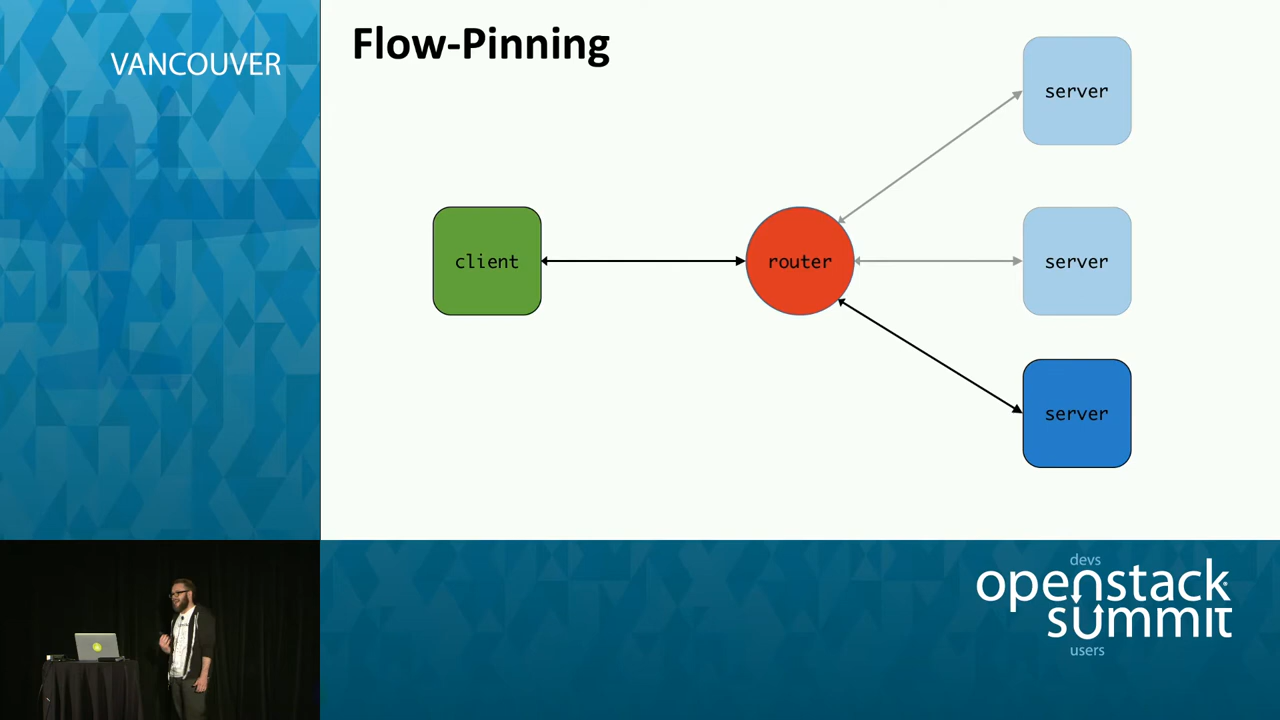 VANCOUVER
Flow-Pinning
server
client
router
server
server
devs
openstack
summit
users